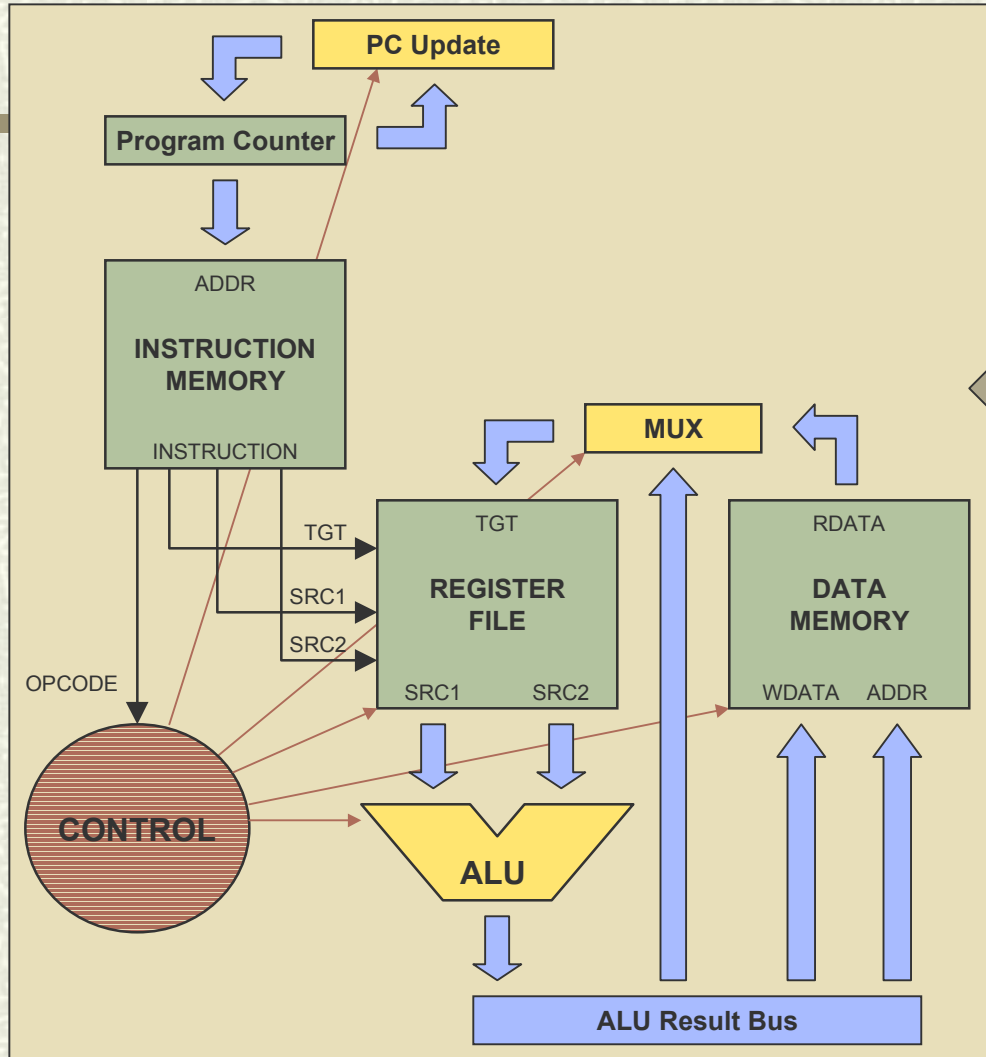 PC Update
Program Counter
ADDR
INSTRUCTION
MEMORY
INSTRUCTION
MUX
TGT
TGT
RDATA
REGISTER
FILE
DATA
MEMORY
SRC1
SRC2
OPCODE
SRC1 SRC2
WDATA ADDR
CONTROL
ALU
ALU Result Bus